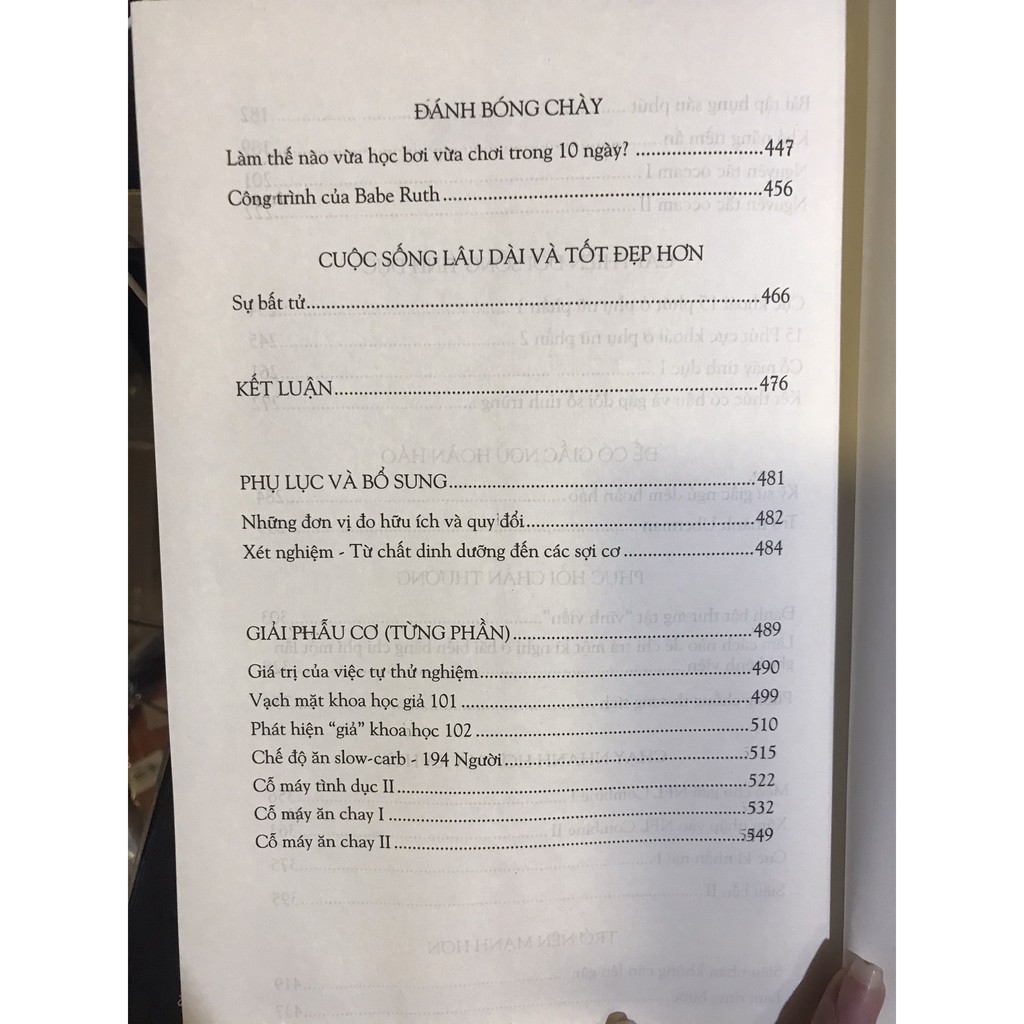 ĐÁNH BÓNG CHÀY
Làm thế nào vừa học bơi vừa chơi trong 10 ngày? ........................447
Công trình của Babe Ruth............................................................456
CUỘC SỐNG LÂU DÀI VÀ TỐT ĐẸP HƠN
Sự bất tử......................................................................................466
KẾT LUẬN................................................................................476
PHỤ LỤC VÀ BỔ SUNG..........................................................481
Những đơn vị đo hữu ích và quy đổi...........................................482
Xét nghiệm - Từ chất dinh dưỡng đến các sợi cơ........................484
GIẢI PHẪU CƠ (TỪNG PHẦN)..............................................489
Giá trị của việc tự thử nghiệm...................................................490
Vạch mặt khoa học giả 101.......................................................499
Phát hiện “giả” khoa học 102....................................................510
Chế độ ăn slow-carb - 194 Người..............................................515
Cỗ máy tình dục II....................................................................522
Cỗ máy ăn chay I......................................................................532
Cỗ máy ăn chay II.....................................................................5549